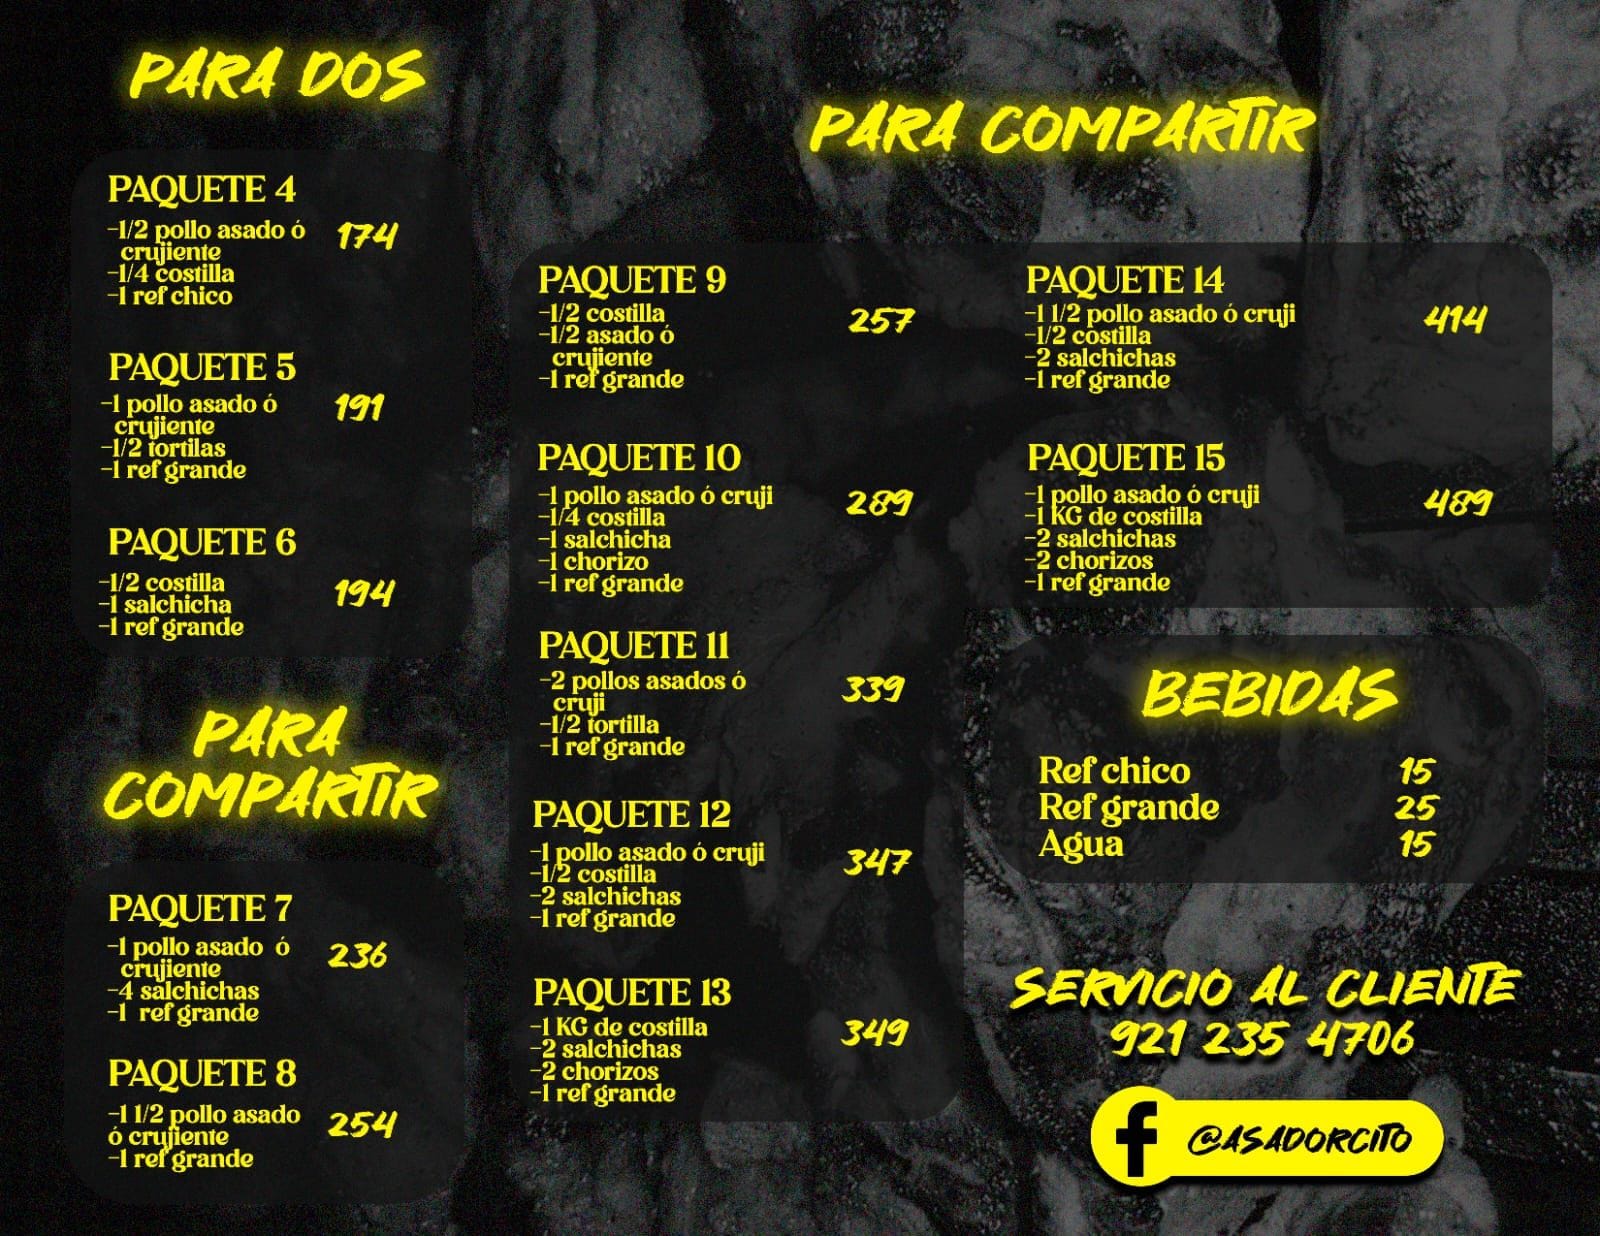 PARA DOS
PAQUETE 4
-1/2 pollo asado ó
crujiente
174
-1/4 costilla
-1 ref chico
PAQUETE 5
-1 pollo asado ó
crujiente
191
-1/2 tortilas
-1 ref grande
PAQUETE 6
-1/2 costilla
-1 salchicha
194
-1 ref grande
PARA
COMPARTIR
PAQUETE 7
-1 pollo asado ó
crujiente
236
-4 salchichas
-1 ref grande
PAQUETE 8
-1 1/2 pollo asado
ó crujiente
254
-1 ref grande
PARA COMPARTIR
PAQUETE 9
-1/2 costilla
257
-1/2 asado ó
crujiente
-1 ref grande
PAQUETE 10
-1 pollo asado ó cruji
289
-1/4 costilla
-1 salchicha
-1 chorizo
-1 ref grande
PAQUETE 11
-2 pollos asados ó
cruji
339
-1/2 tortilla
-1 ref grande
PAQUETE 12
-1 pollo asado ó cruji
347
-1/2 costilla
-2 salchichas
-1 ref grande
PAQUETE 13
-1 KG de costilla
349
-2 salchichas
-2 chorizos
-1 ref grande
PAQUETE 14
-1 1/2 pollo asado ó cruji
414
-1/2 costilla
-2 salchichas
-1 ref grande
PAQUETE 15
-1 pollo asado ó cruji
489
-1 KG de costilla
-2 salchichas
-2 chorizos
-1 ref grande
BEBIDAS
Ref chico 15
Ref grande 25
Agua 15
SERVICIO AL CLIENTE
921 235 4706
f @ASADORCITO